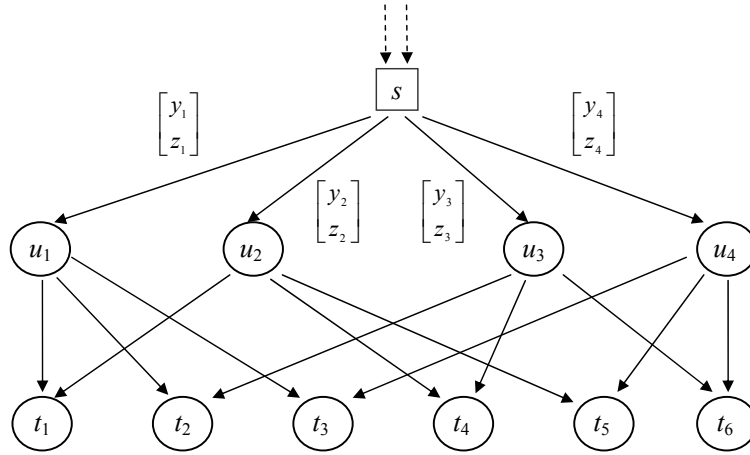 s
[y₁ z₁]
[y₄ z₄]
[y₂ z₂]
[y₃ z₃]
u₁ u₂ u₃ u₄
t₁ t₂ t₃ t₄ t₅ t₆